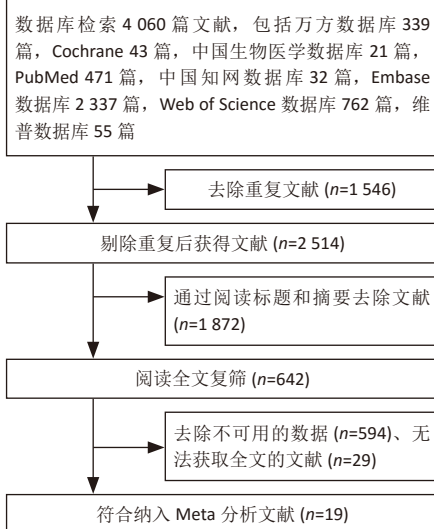 数据库检索 4 060 篇文献，包括万方数据库 339
篇，Cochrane 43 篇，中国生物医学数据库 21 篇，
PubMed 471 篇，中国知网数据库 32 篇，Embase
数据库 2 337 篇，Web of Science 数据库 762 篇，维
普数据库 55 篇
去除重复文献 (n=1 546)
剔除重复后获得文献 (n=2 514)
通过阅读标题和摘要去除文献
(n=1 872)
阅读全文复筛 (n=642)
去除不可用的数据 (n=594)、无
法获取全文的文献 (n=29)
符合纳入 Meta 分析文献 (n=19)